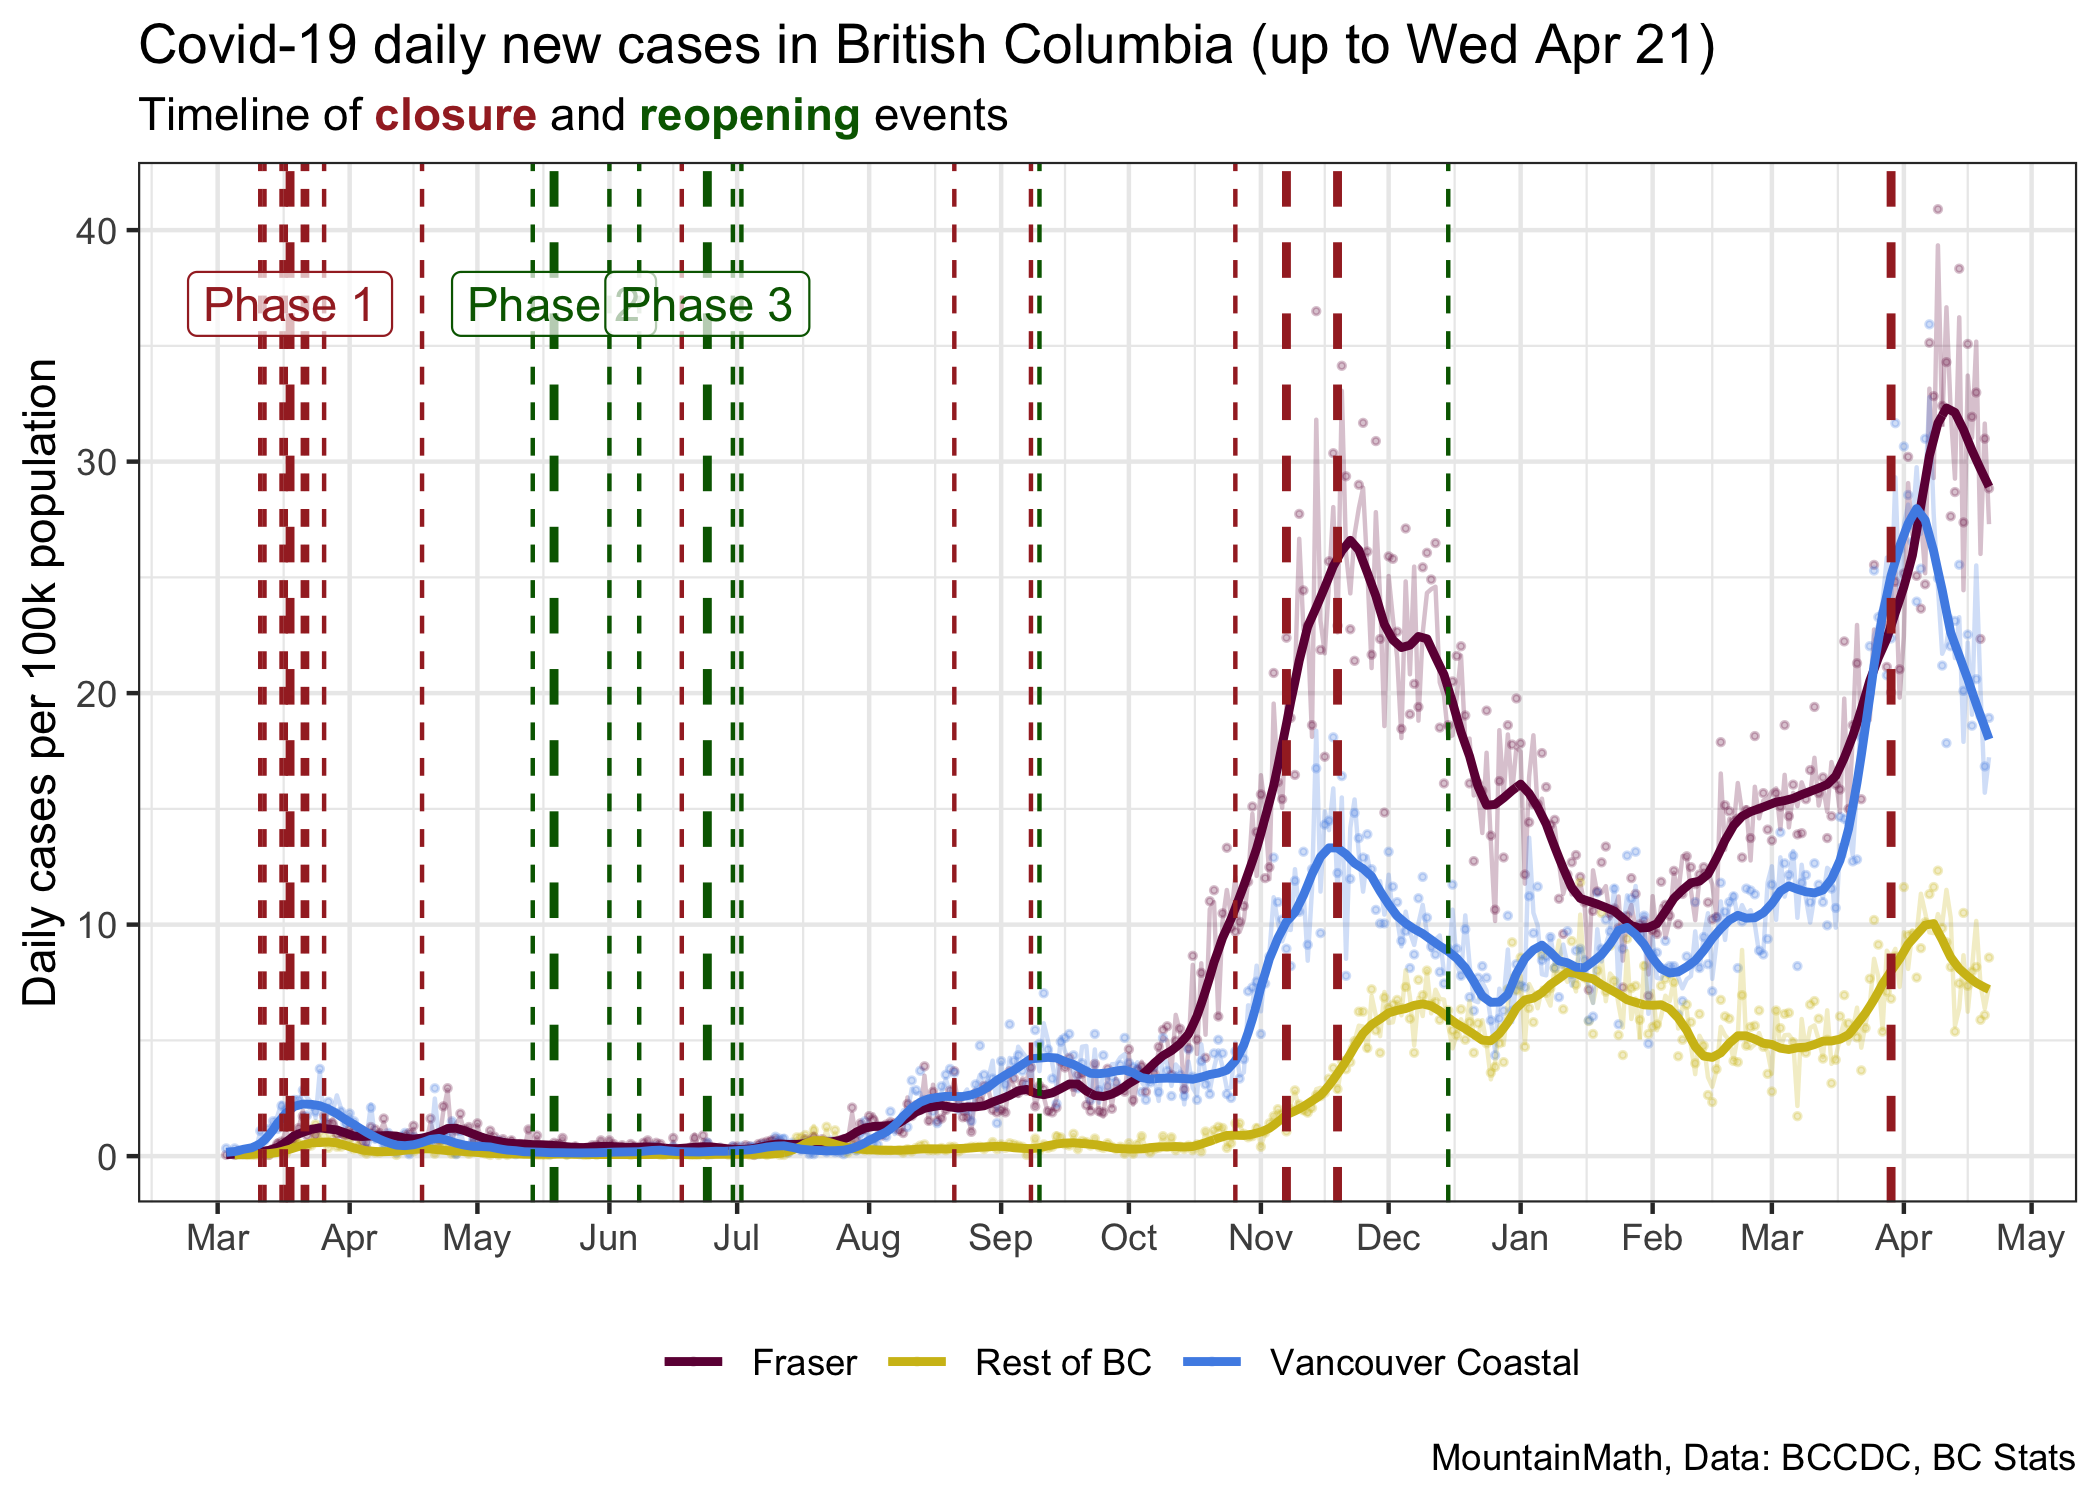 Covid-19 daily new cases in British Columbia (up to Wed Apr 21)
Timeline of closure and reopening events
Daily cases per 100k population
40
30
20
10
0
Phase 1
Phase 2
Phase 3
Mar Apr May Jun Jul Aug Sep Oct Nov Dec Jan Feb Mar Apr May
Fraser Rest of BC Vancouver Coastal
MountainMath, Data: BCCDC, BC Stats